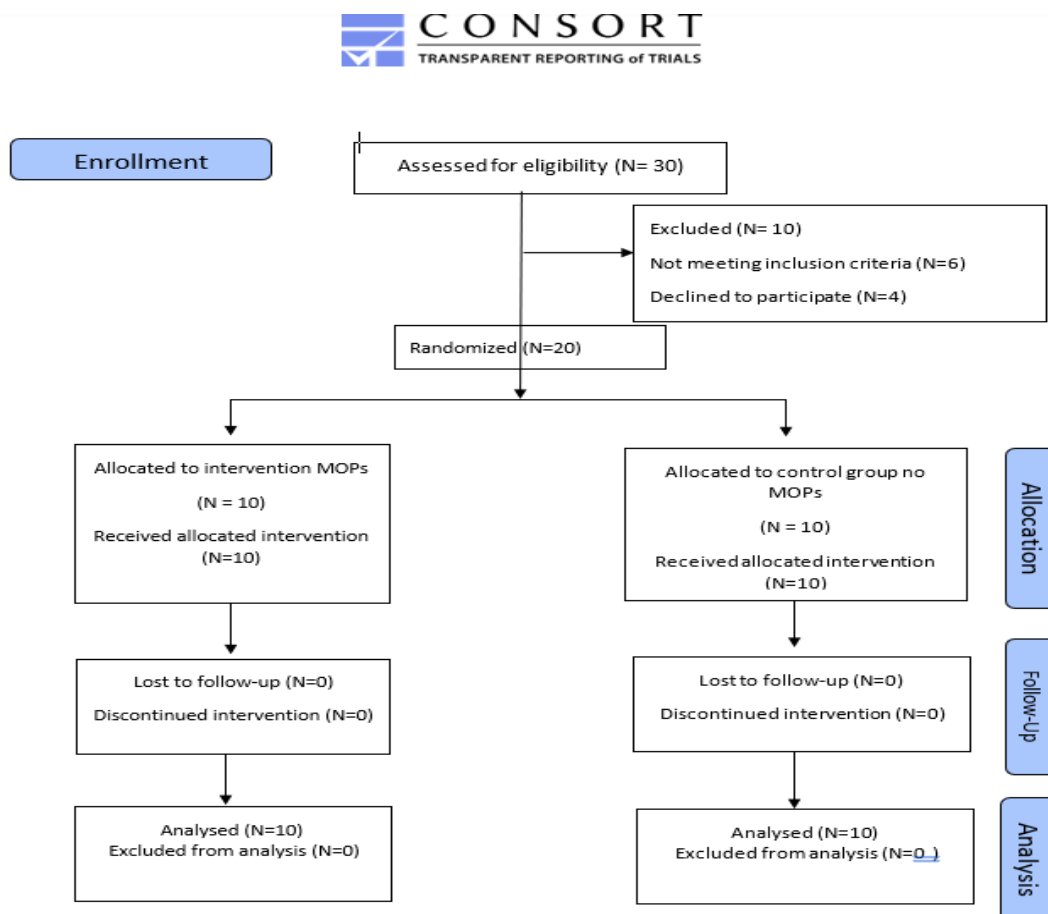 CONSORT
TRANSPARENT REPORTING of TRIALS
Enrollment
Assessed for eligibility (N= 30)
Excluded (N= 10)
Not meeting inclusion criteria (N=6)
Declined to participate (N=4)
Randomized (N=20)
Allocated to intervention MOPs
(N = 10)
Received allocated intervention
(N=10)
Allocated to control group no
MOPs
(N = 10)
Received allocated intervention
(N=10)
Allocation
Lost to follow-up (N=0)
Discontinued intervention (N=0)
Lost to follow-up (N=0)
Discontinued intervention (N=0)
Follow-Up
Analysed (N=10)
Excluded from analysis (N=0)
Analysed (N=10)
Excluded from analysis (N=0 )
Analysis